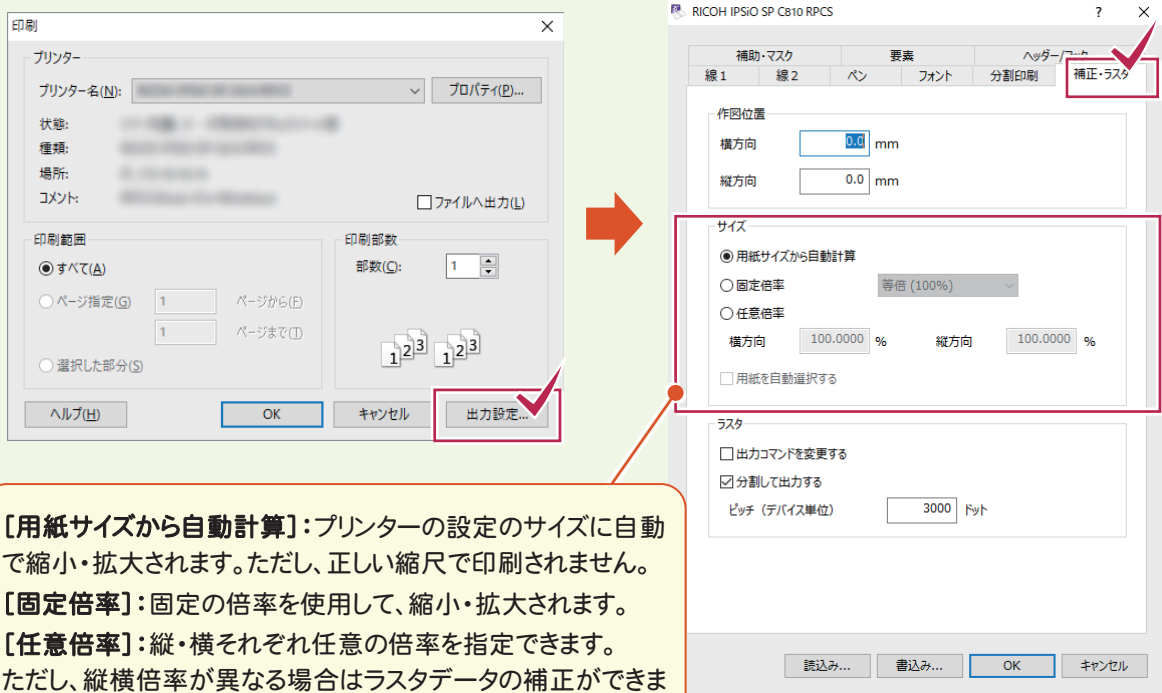 印刷
プリンター
プリンター名(N):
プロパティ(P)...
状態:
種類:
場所:
コメント:
ファイルへ出力(L)
印刷範囲
すべて(A)
ページ指定(G) 1 ページから(F)
1 ページまで(T)
選択した部分(S)
印刷部数
部数(C): 1
1 2 3 1 2 3
ヘルプ(H) OK キャンセル 出力設定...
RICOH IPSiO SP C810 RPCS ?
補助・マスク 要素 ヘッダー/フッタ
線1 線2 ペン フォント 分割印刷 補正・ラスタ
作図位置
横方向 0.0 mm
縦方向 0.0 mm
サイズ
用紙サイズから自動計算
固定倍率 等倍 (100%)
任意倍率
横方向 100.0000 % 縦方向 100.0000 %
用紙を自動選択する
ラスタ
出力コマンドを変更する
分割して出力する
ピッチ（デバイス単位） 3000 ドット
読込み... 書込み... OK キャンセル
［用紙サイズから自動計算］：プリンターの設定のサイズに自動
で縮小・拡大されます。ただし、正しい縮尺で印刷されません。
［固定倍率］：固定の倍率を使用して、縮小・拡大されます。
［任意倍率］：縦・横それぞれ任意の倍率を指定できます。
ただし、縦横倍率が異なる場合はラスタデータの補正ができま